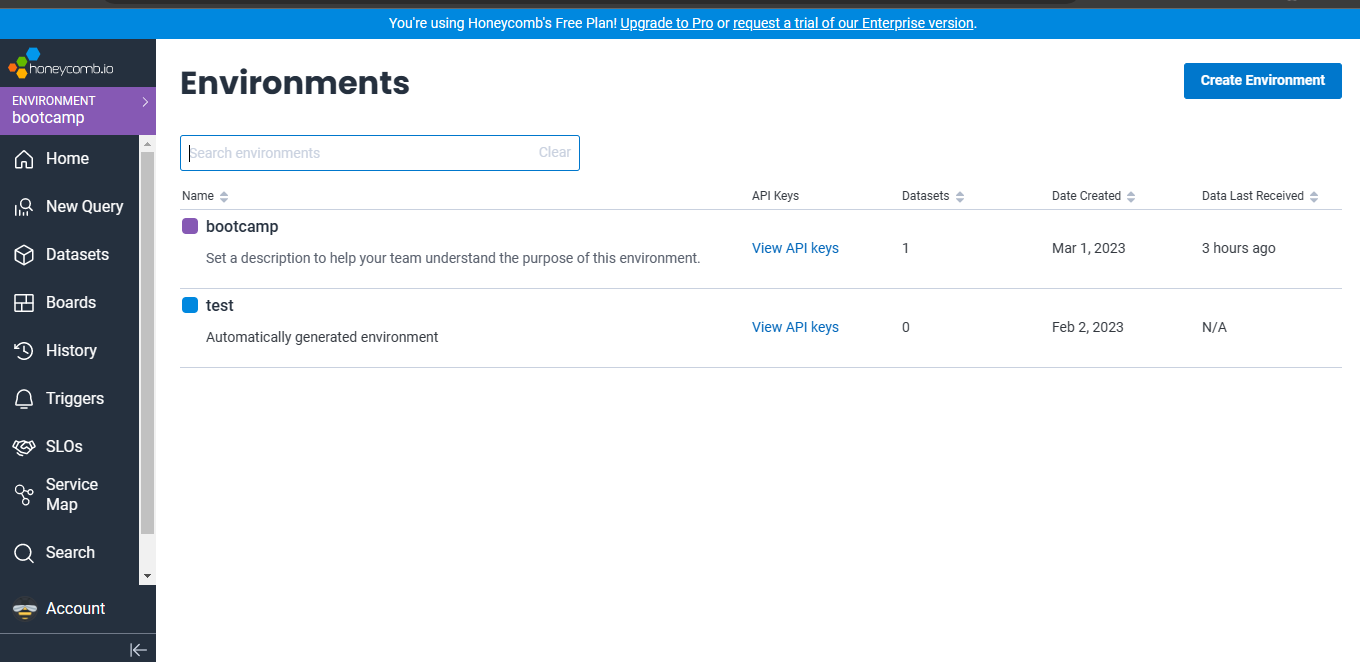 You're using Honeycomb's Free Plan! Upgrade to Pro or request a trial of our Enterprise version.
honeycomb.io
ENVIRONMENT
bootcamp
Home
New Query
Datasets
Boards
History
Triggers
SLOs
Service
Map
Search
Account
Environments
Create Environment
Search environments Clear
Name API Keys Datasets Date Created Data Last Received
bootcamp
Set a description to help your team understand the purpose of this environment.
View API keys 1 Mar 1, 2023 3 hours ago
test
Automatically generated environment
View API keys 0 Feb 2, 2023 N/A